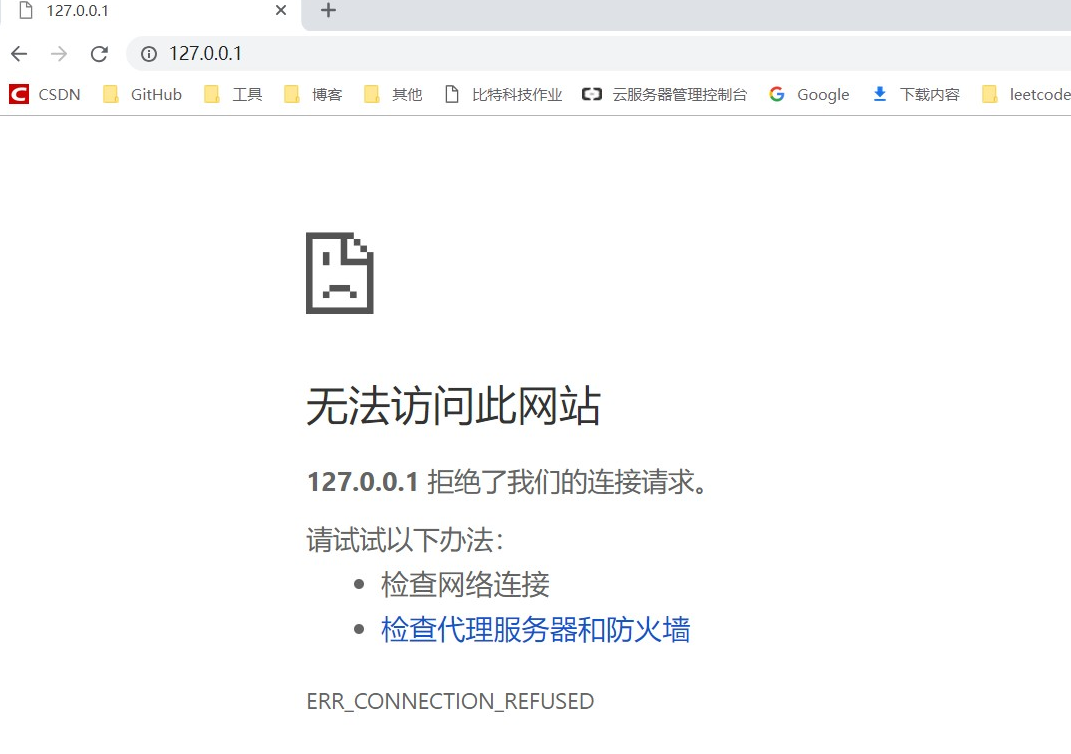 127.0.0.1
127.0.0.1
CSDN GitHub 工具 博客 其他 比特科技作业 云服务器管理控制台 Google 下载内容 leetcode
无法访问此网站
127.0.0.1 拒绝了我们的连接请求。
请试试以下办法：
检查网络连接
检查代理服务器和防火墙
ERR_CONNECTION_REFUSED